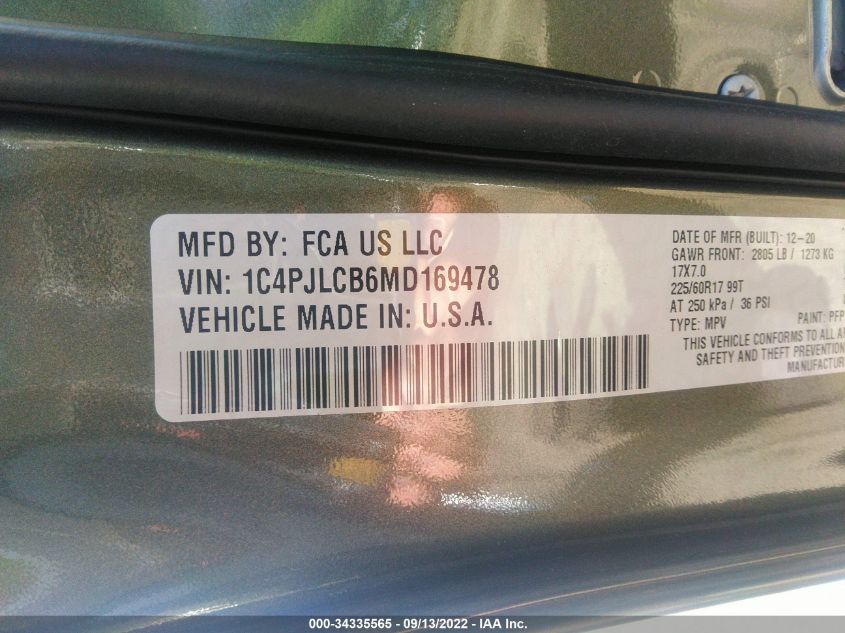 MFD BY: FCA US LLC
VIN: 1C4PJLCB6MD169478
VEHICLE MADE IN: U.S.A.
DATE OF MFR (BUILT): 12-20
GAWR FRONT: 2805 LB / 1273 KG
17X7.0
225/60R17 99T
AT 250 kPa / 36 PSI
TYPE: MPV PAINT: PFP
THIS VEHICLE CONFORMS TO ALL
SAFETY AND THEFT PREVENTION
000-34335565 - 09/13/2022 - IAA Inc.